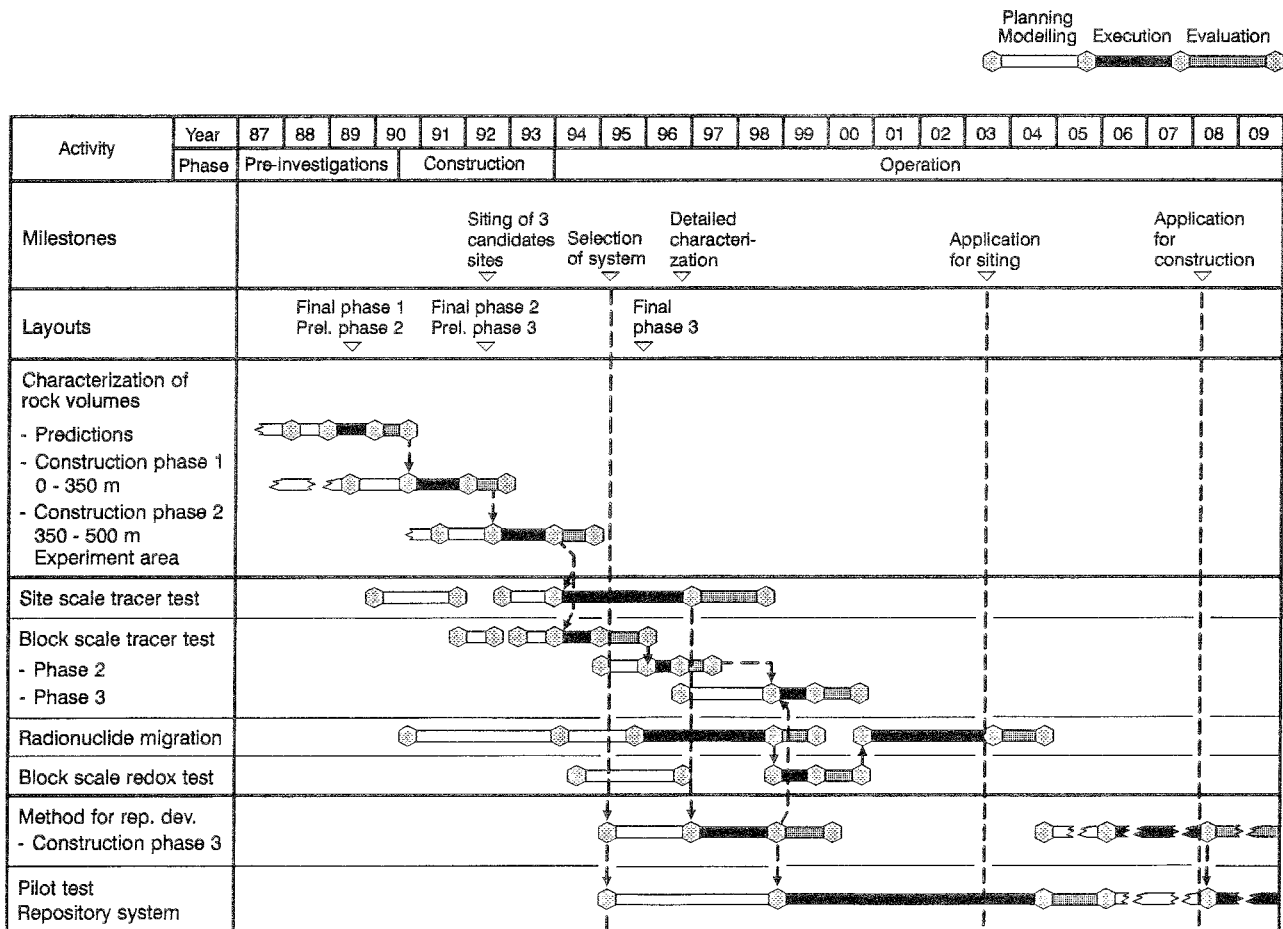 Planning
Modelling Execution Evaluation
Activity Year 87 88 89 90 91 92 93 94 95 96 97 98 99 00 01 02 03 04 05 06 07 08 09
Phase Pre-investigations Construction Operation
Milestones
Siting of 3
candidates
sites
Selection
of system
Detailed
characteri-
zation
Application
for siting
Application
for
construction
Layouts
Final phase 1
Prel. phase 2
Final phase 2
Prel. phase 3
Final
phase 3
Characterization of
rock volumes
- Predictions
- Construction phase 1
0 - 350 m
- Construction phase 2
350 - 500 m
Experiment area
Site scale tracer test
Block scale tracer test
- Phase 2
- Phase 3
Radionuclide migration
Block scale redox test
Method for rep. dev.
- Construction phase 3
Pilot test
Repository system